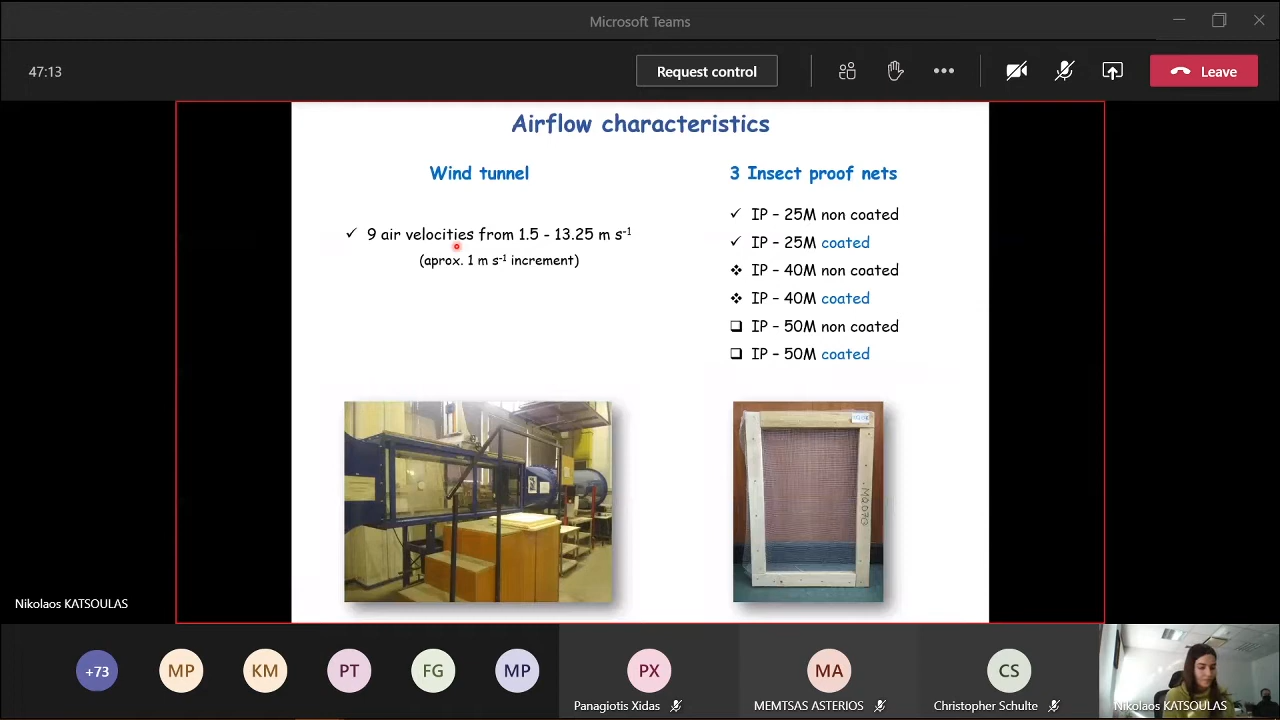 Microsoft Teams
47:13
Request control
Leave
Airflow characteristics
Wind tunnel
✓ 9 air velocities from 1.5 - 13.25 m s⁻¹
(aprox. 1 m s⁻¹ increment)
3 Insect proof nets
✓ IP – 25M non coated
✓ IP – 25M coated
❖ IP – 40M non coated
❖ IP – 40M coated
❑ IP – 50M non coated
❑ IP – 50M coated
Nikolaos KATSOULAS
+73
MP
KM
PT
FG
MP
PX
Panagiotis Xidas
MA
MEMTSAS ASTERIOS
CS
Christopher Schulte
Nikolaos KATSOULAS